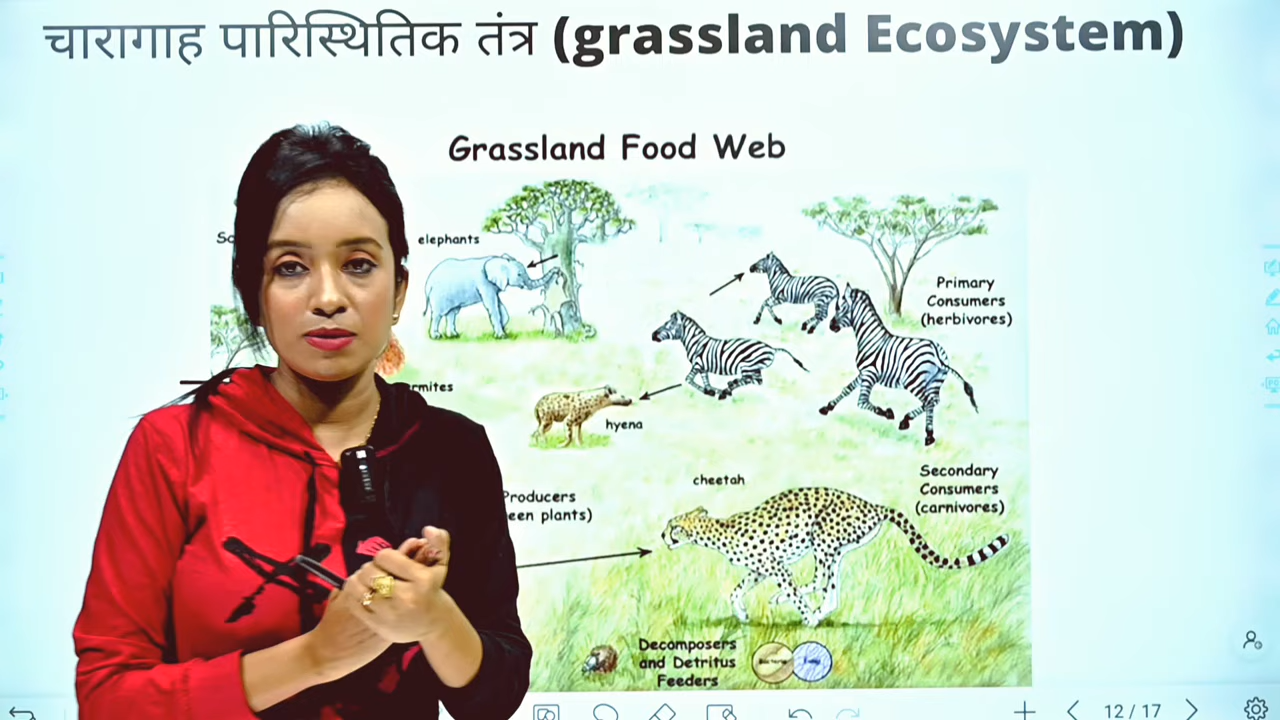 चारागाह पारिस्थितिक तंत्र (grassland Ecosystem)
Grassland Food Web
elephants
Primary
Consumers
(herbivores)
hyena
Producers
cheetah
Secondary
Consumers
(carnivores)
Decomposers
and Detritus
Feeders
12 / 17